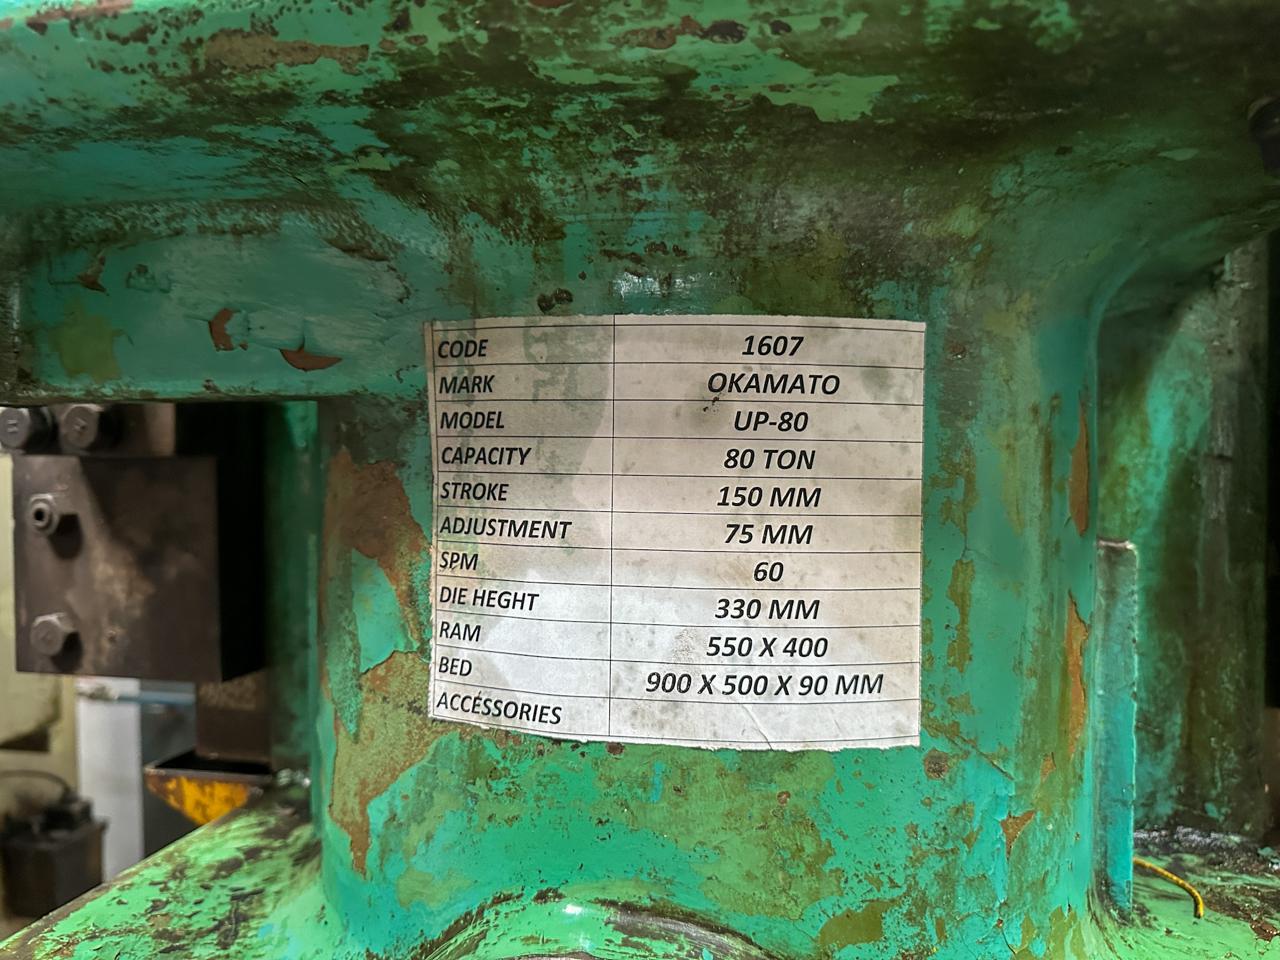 CODE 1607
MARK OKAMATO
MODEL UP-80
CAPACITY 80 TON
STROKE 150 MM
ADJUSTMENT 75 MM
SPM 60
DIE HEGHT 330 MM
RAM 550 X 400
BED 900 X 500 X 90 MM
ACCESSORIES